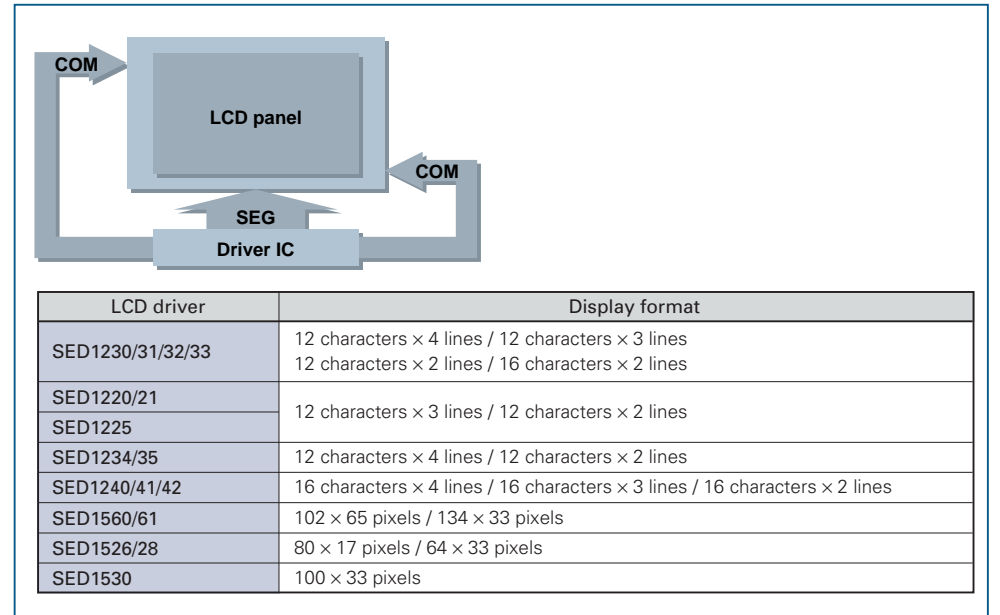 COM
LCD panel
COM
SEG
Driver IC
LCD driver Display format
SED1230/31/32/33
12 characters × 4 lines / 12 characters × 3 lines
12 characters × 2 lines / 16 characters × 2 lines
SED1220/21
SED1225
12 characters × 3 lines / 12 characters × 2 lines
SED1234/35 12 characters × 4 lines / 12 characters × 2 lines
SED1240/41/42 16 characters × 4 lines / 16 characters × 3 lines / 16 characters × 2 lines
SED1560/61 102 × 65 pixels / 134 × 33 pixels
SED1526/28 80 × 17 pixels / 64 × 33 pixels
SED1530 100 × 33 pixels